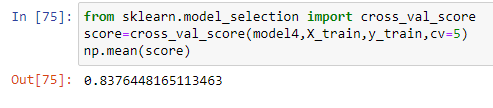 In [75]: from sklearn.model_selection import cross_val_score
score=cross_val_score(model4,X_train,y_train,cv=5)
np.mean(score)
Out[75]: 0.8376448165113463